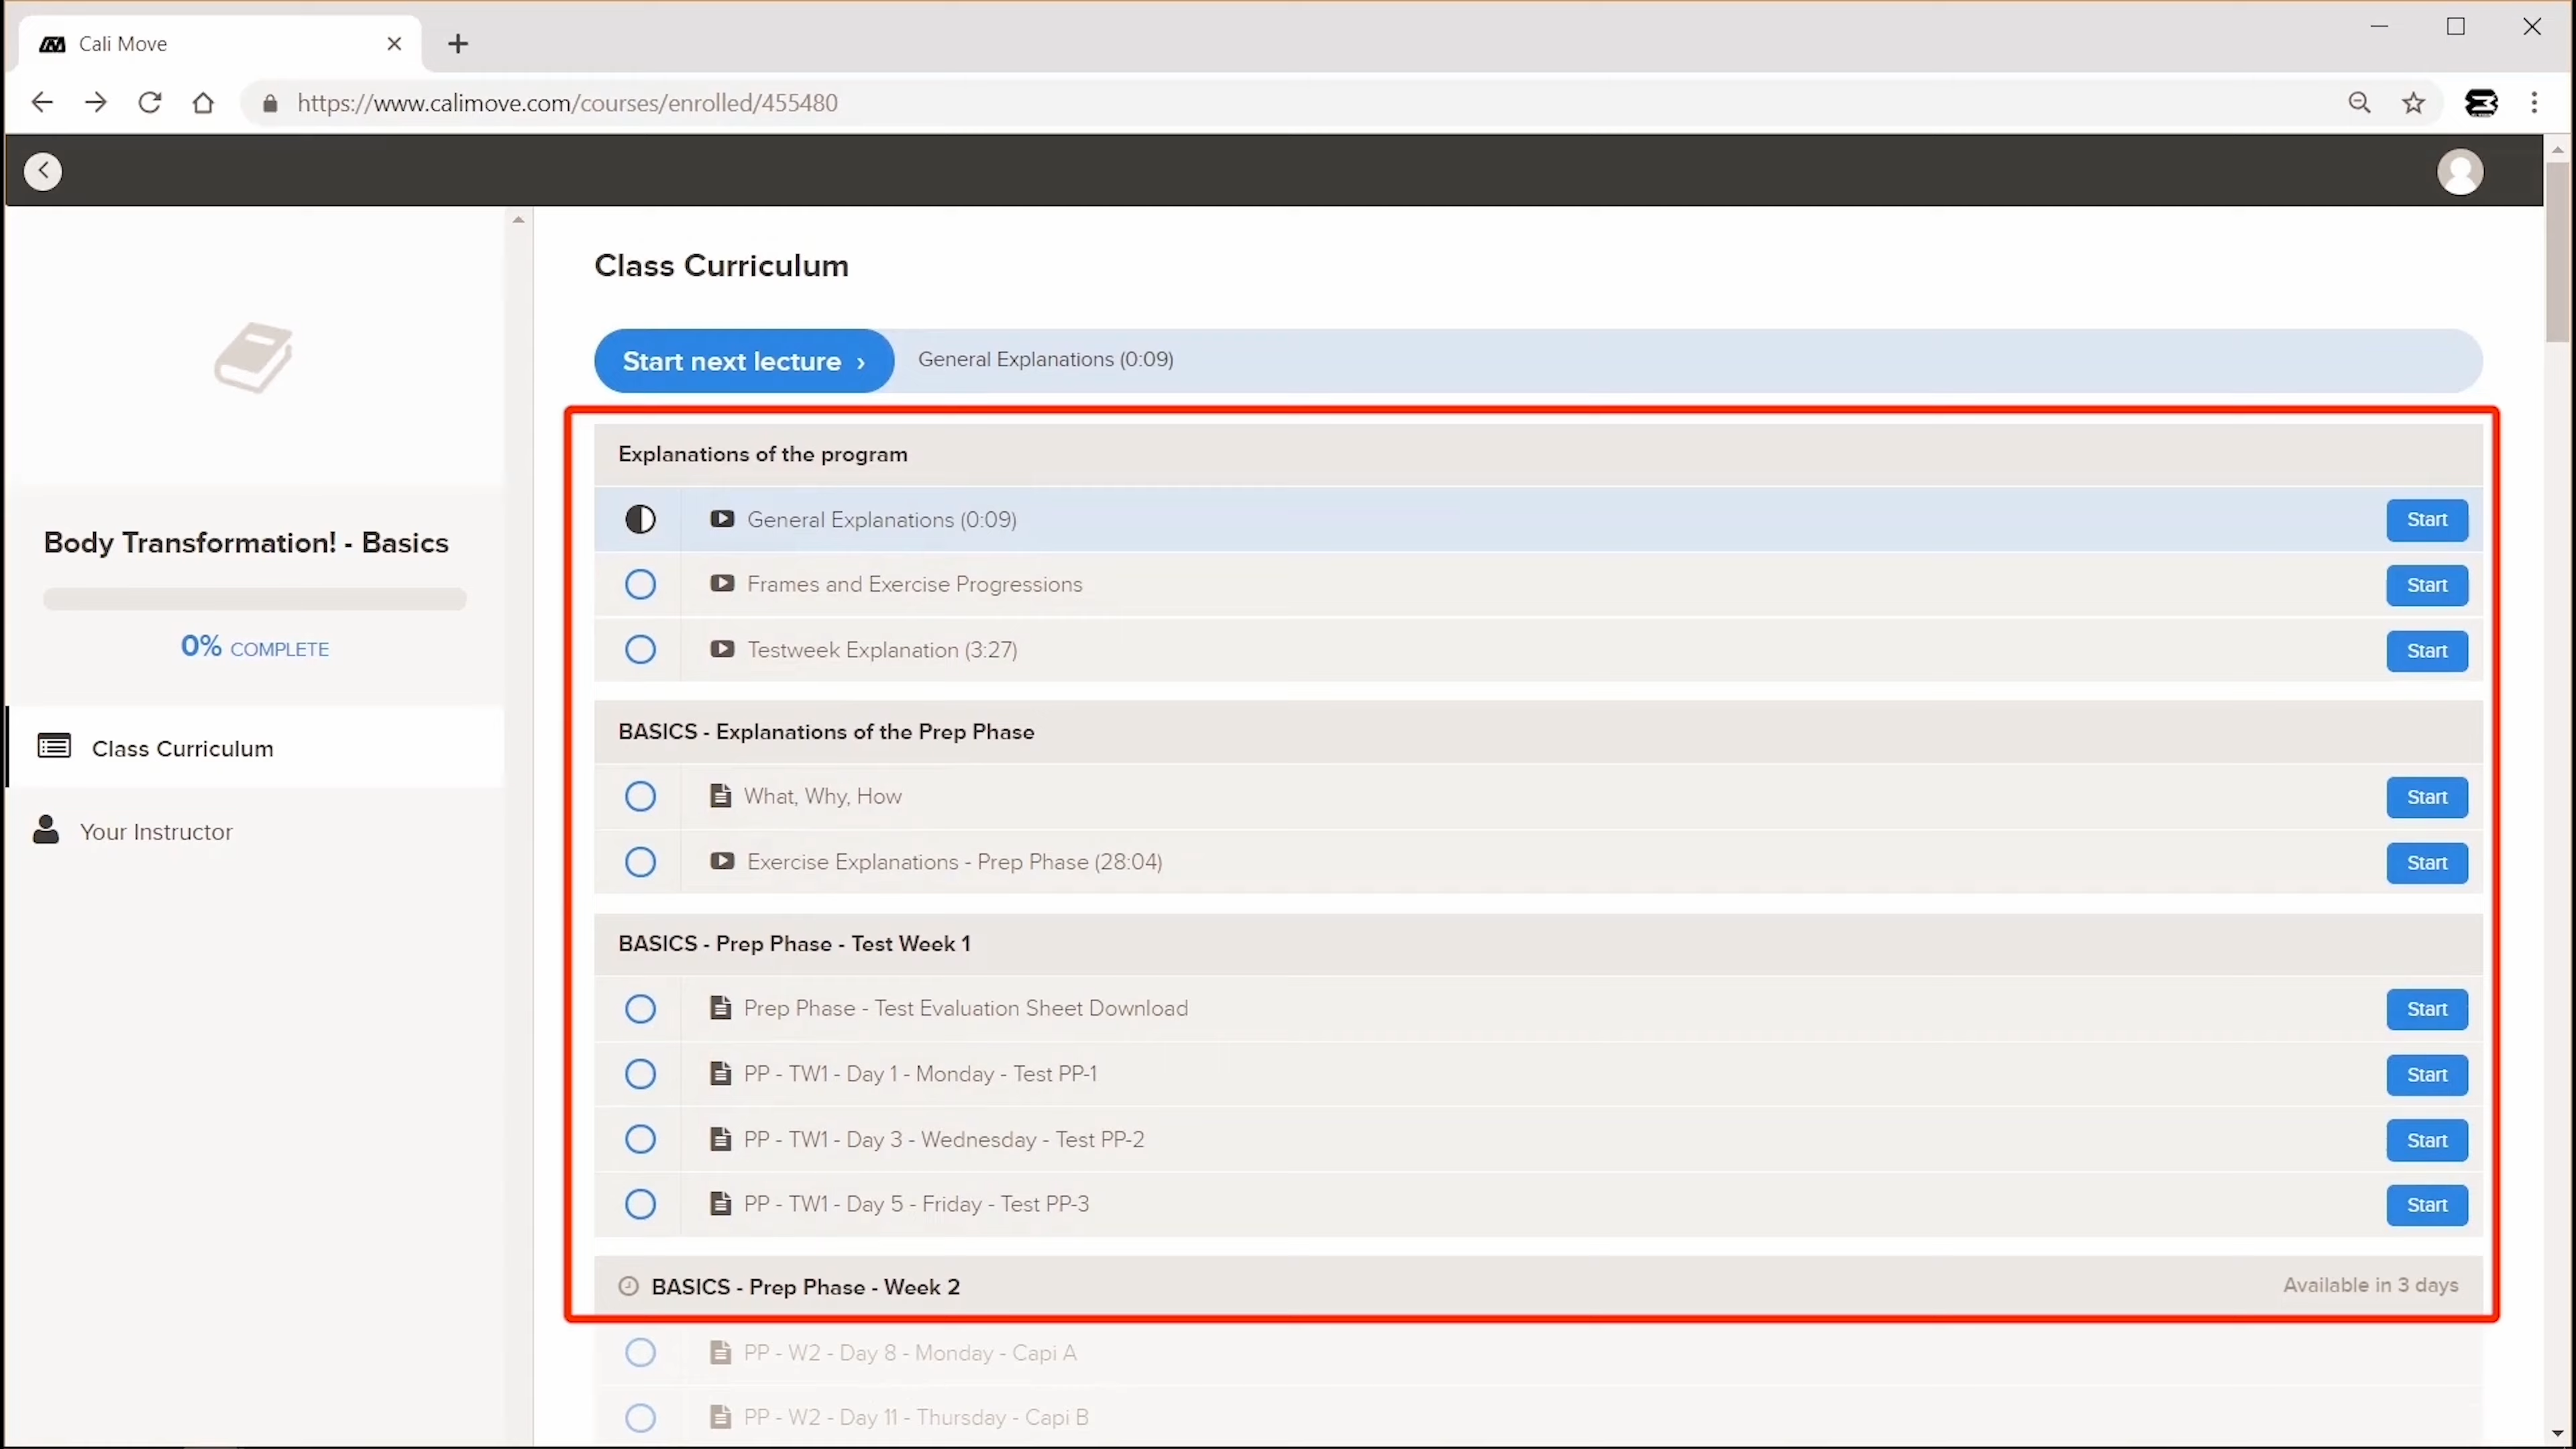 Cali Move
https://www.calimove.com/courses/enrolled/455480
Class Curriculum
Start next lecture › General Explanations (0:09)
Explanations of the program
General Explanations (0:09) Start
Frames and Exercise Progressions Start
Testweek Explanation (3:27) Start
BASICS - Explanations of the Prep Phase
What, Why, How Start
Exercise Explanations - Prep Phase (28:04) Start
BASICS - Prep Phase - Test Week 1
Prep Phase - Test Evaluation Sheet Download Start
PP - TW1 - Day 1 - Monday - Test PP-1 Start
PP - TW1 - Day 3 - Wednesday - Test PP-2 Start
PP - TW1 - Day 5 - Friday - Test PP-3 Start
BASICS - Prep Phase - Week 2 Available in 3 days
PP - W2 - Day 8 - Monday - Capi A
PP - W2 - Day 11 - Thursday - Capi B
Body Transformation! - Basics
0% COMPLETE
Class Curriculum
Your Instructor